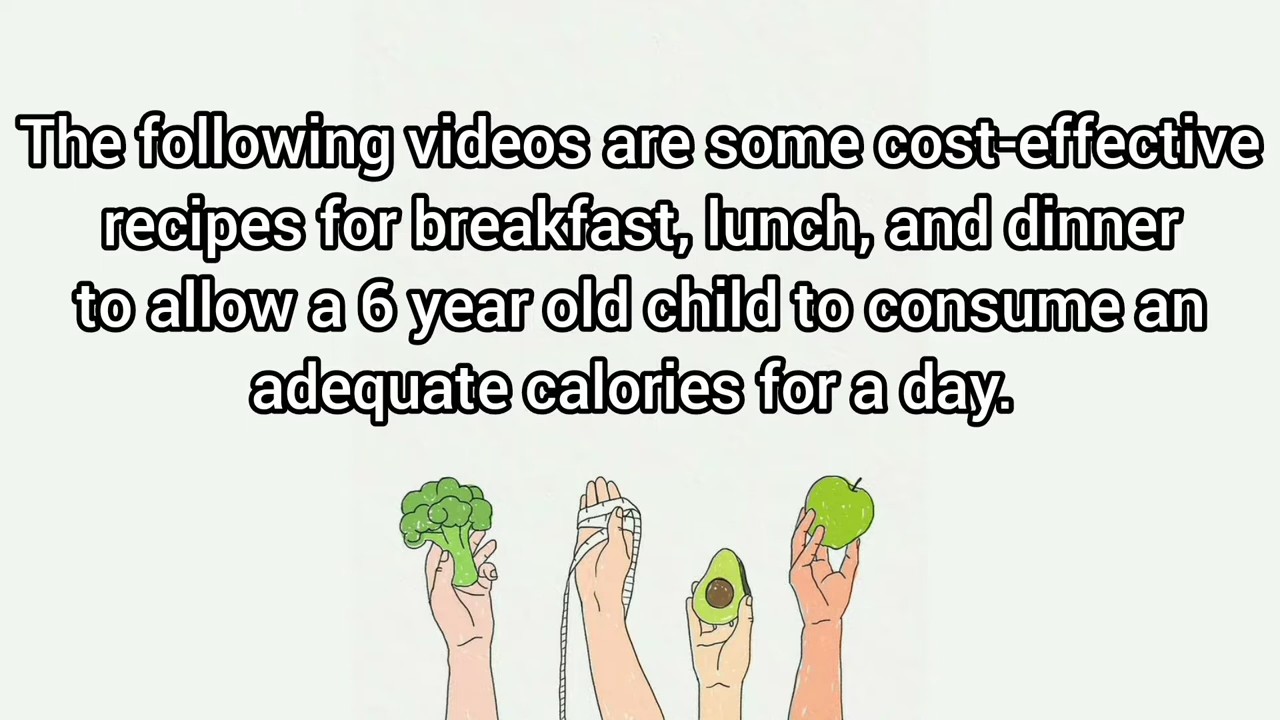 The following videos are some cost-effective
recipes for breakfast, lunch, and dinner
to allow a 6 year old child to consume an
adequate calories for a day.